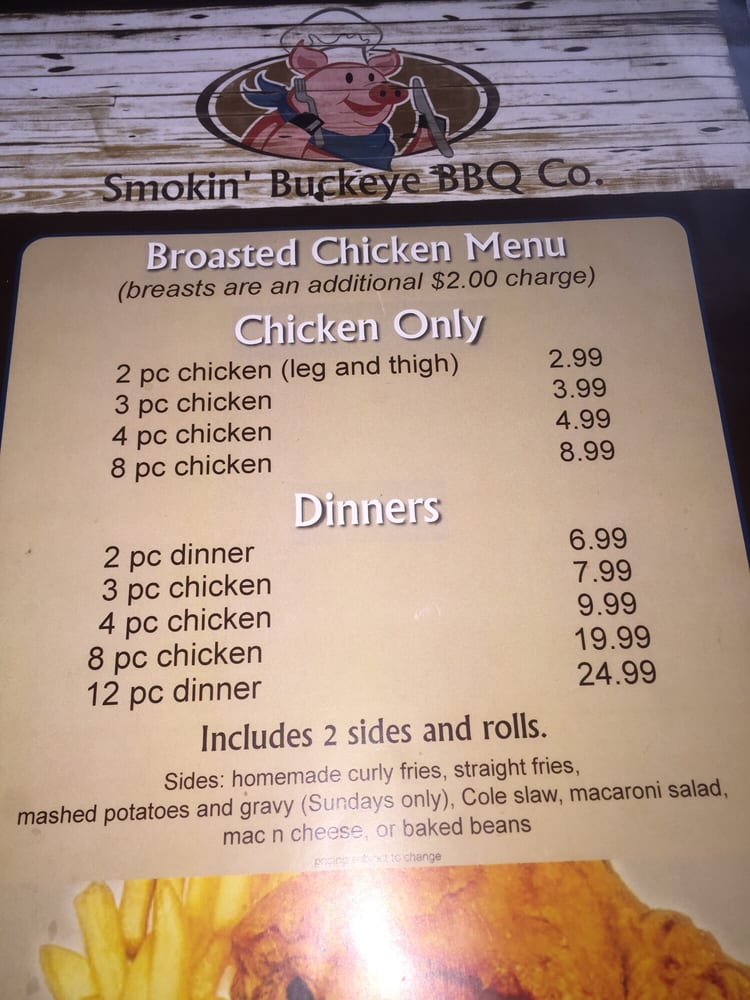 Smokin' Buckeye BBQ Co.
Broasted Chicken Menu
(breasts are an additional $2.00 charge)
Chicken Only
2 pc chicken (leg and thigh) 2.99
3 pc chicken 3.99
4 pc chicken 4.99
8 pc chicken 8.99
Dinners
2 pc dinner 6.99
3 pc chicken 7.99
4 pc chicken 9.99
8 pc chicken 19.99
12 pc dinner 24.99
Includes 2 sides and rolls.
Sides: homemade curly fries, straight fries,
mashed potatoes and gravy (Sundays only), Cole slaw, macaroni salad,
mac n cheese, or baked beans
pricing subject to change